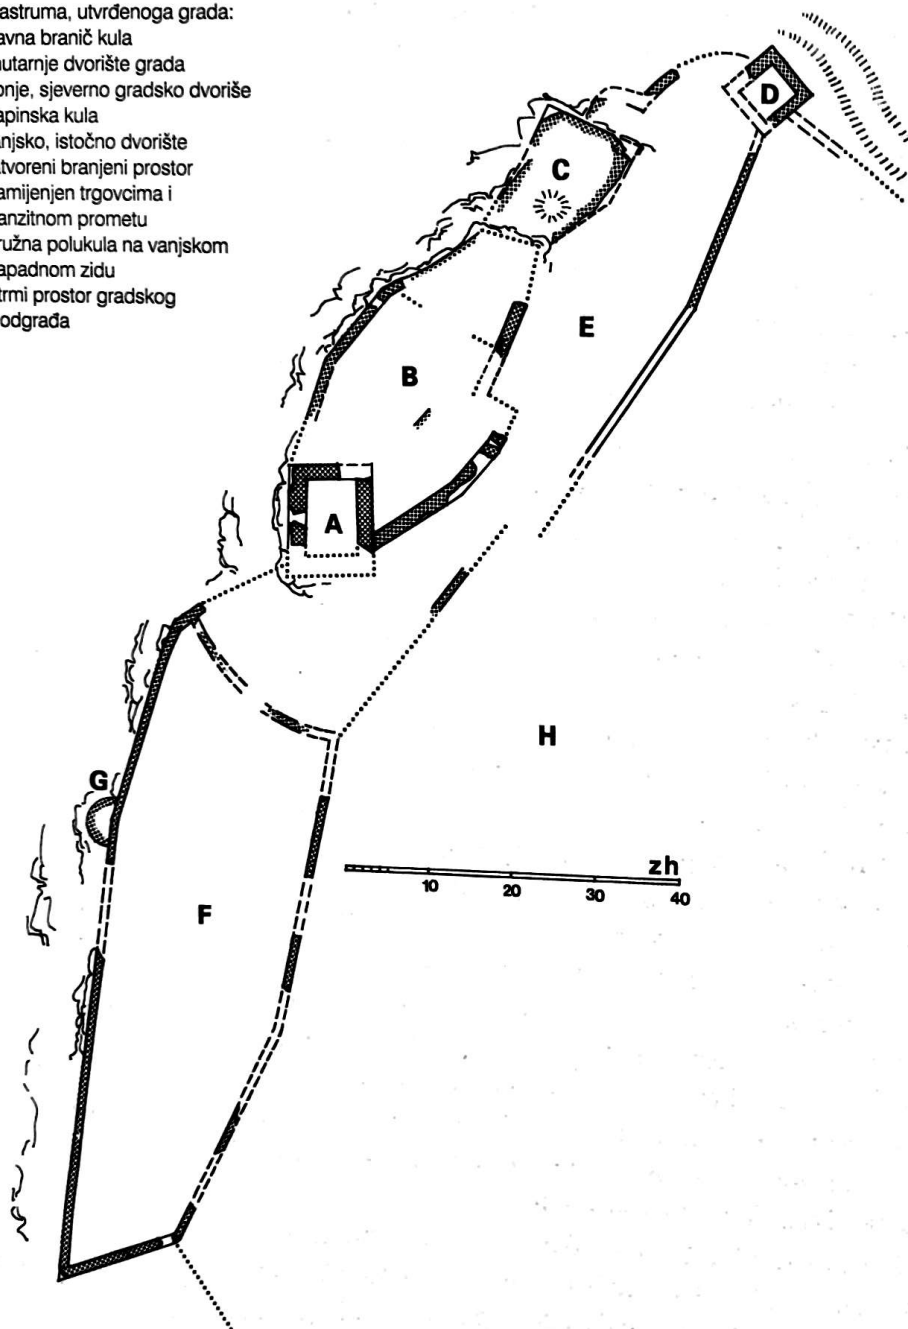 astruma, utvrđenoga grada:
avna branič kula
utarnje dvorište grada
onje, sjeverno gradsko dvoriše
apinska kula
anjsko, istočno dvorište
tvoreni branjeni prostor
amijenjen trgovcima i
anzitnom prometu
ružna polukula na vanjskom
apadnom zidu
trmi prostor gradskog
odgrađa
D
C
E
B
A
H
G
zh
10 20 30 40
F